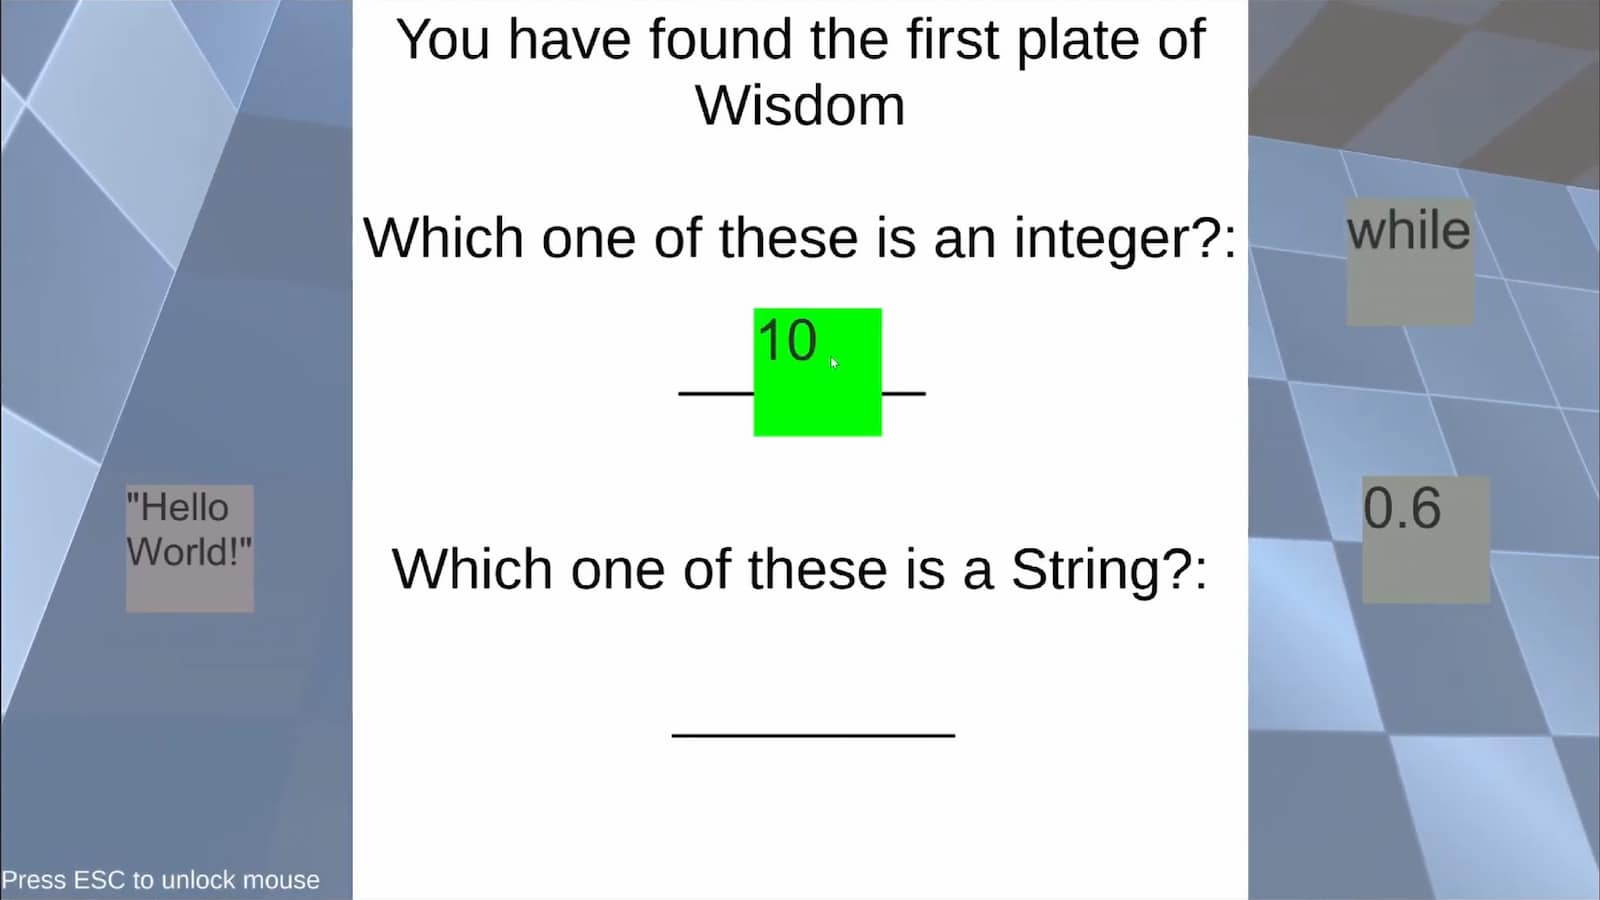 You have found the first plate of
Wisdom
Which one of these is an integer?:
while
10
"Hello
World!"
0.6
Which one of these is a String?:
Press ESC to unlock mouse